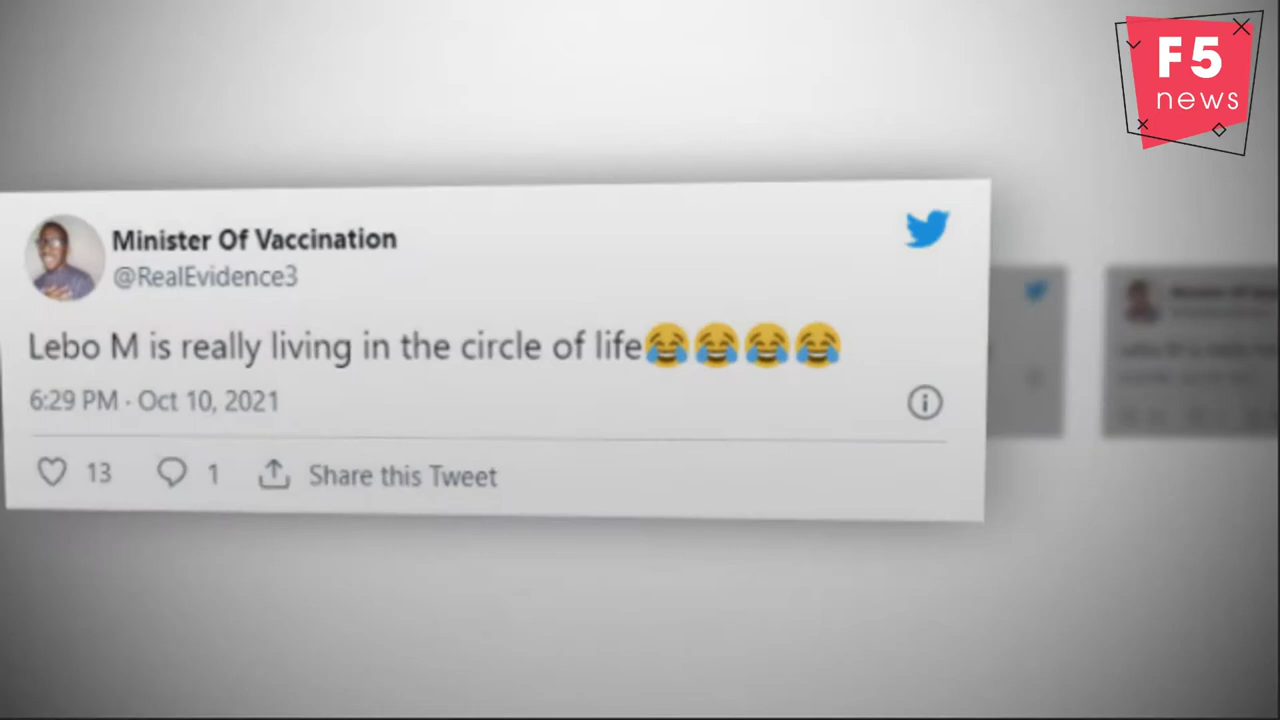 F5
news
Minister Of Vaccination
@RealEvidence3
Lebo M is really living in the circle of life😂😂😂😂
6:29 PM · Oct 10, 2021
13 1 Share this Tweet